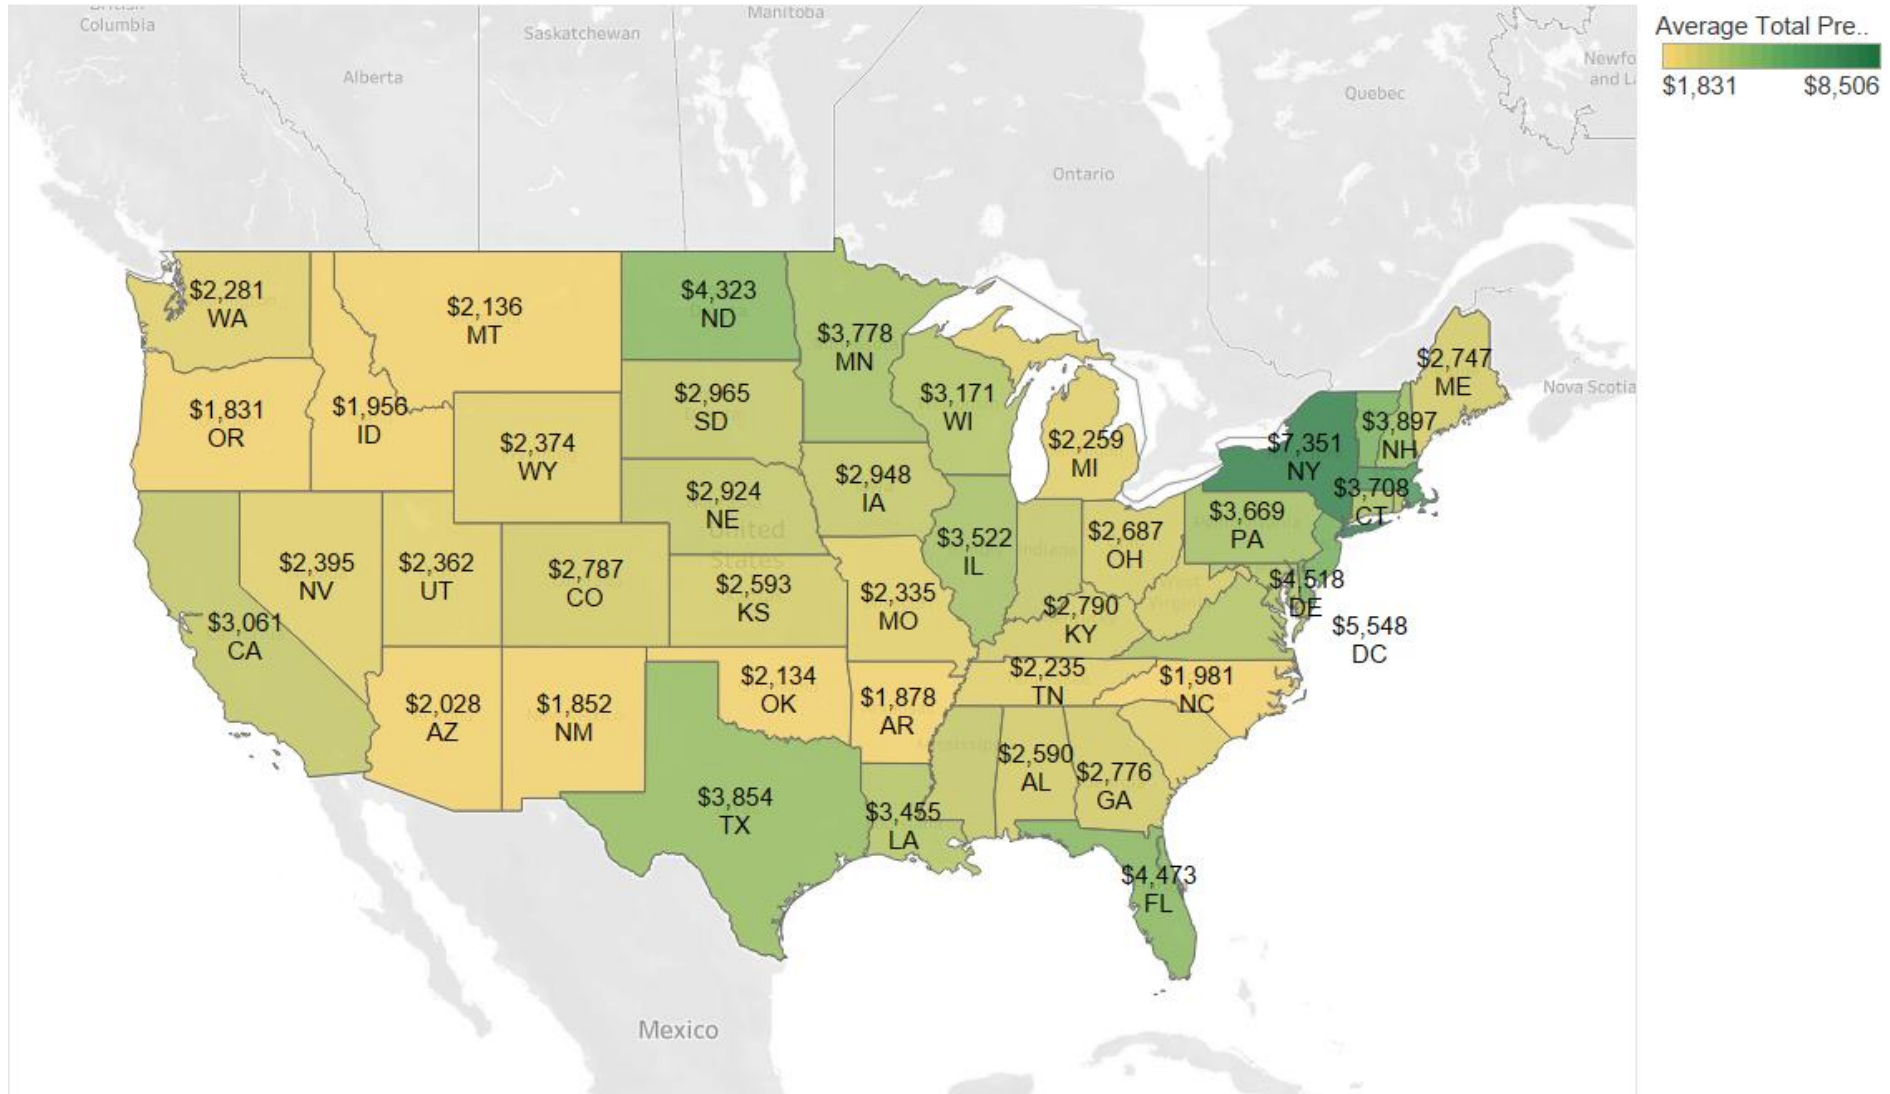 Columbia
Manitoba
Saskatchewan
Alberta
Quebec
Ontario
Nova Scotia
Average Total Pre..
$1,831 $8,506
$2,281
WA
$2,136
MT
$4,323
ND
$3,778
MN
$2,747
ME
$1,831
OR
$1,956
ID
$2,965
SD
$3,171
WI
$3,897
NH
$2,374
WY
$2,259
MI
$7,351
NY
$2,948
IA
$3,708
CT
$2,924
NE
$3,669
PA
United
States
$3,522
IL
Indiana
$2,687
OH
$2,395
NV
$2,362
UT
$2,787
CO
$2,593
KS
$2,335
MO
$4,518
DE
West
Virginia
$2,790
KY
$3,061
CA
$5,548
DC
$2,235
TN
$2,134
OK
$1,981
NC
$2,028
AZ
$1,852
NM
$1,878
AR
Mississippi
$2,590
AL
$2,776
GA
$3,854
TX
$3,455
LA
$4,473
FL
Mexico